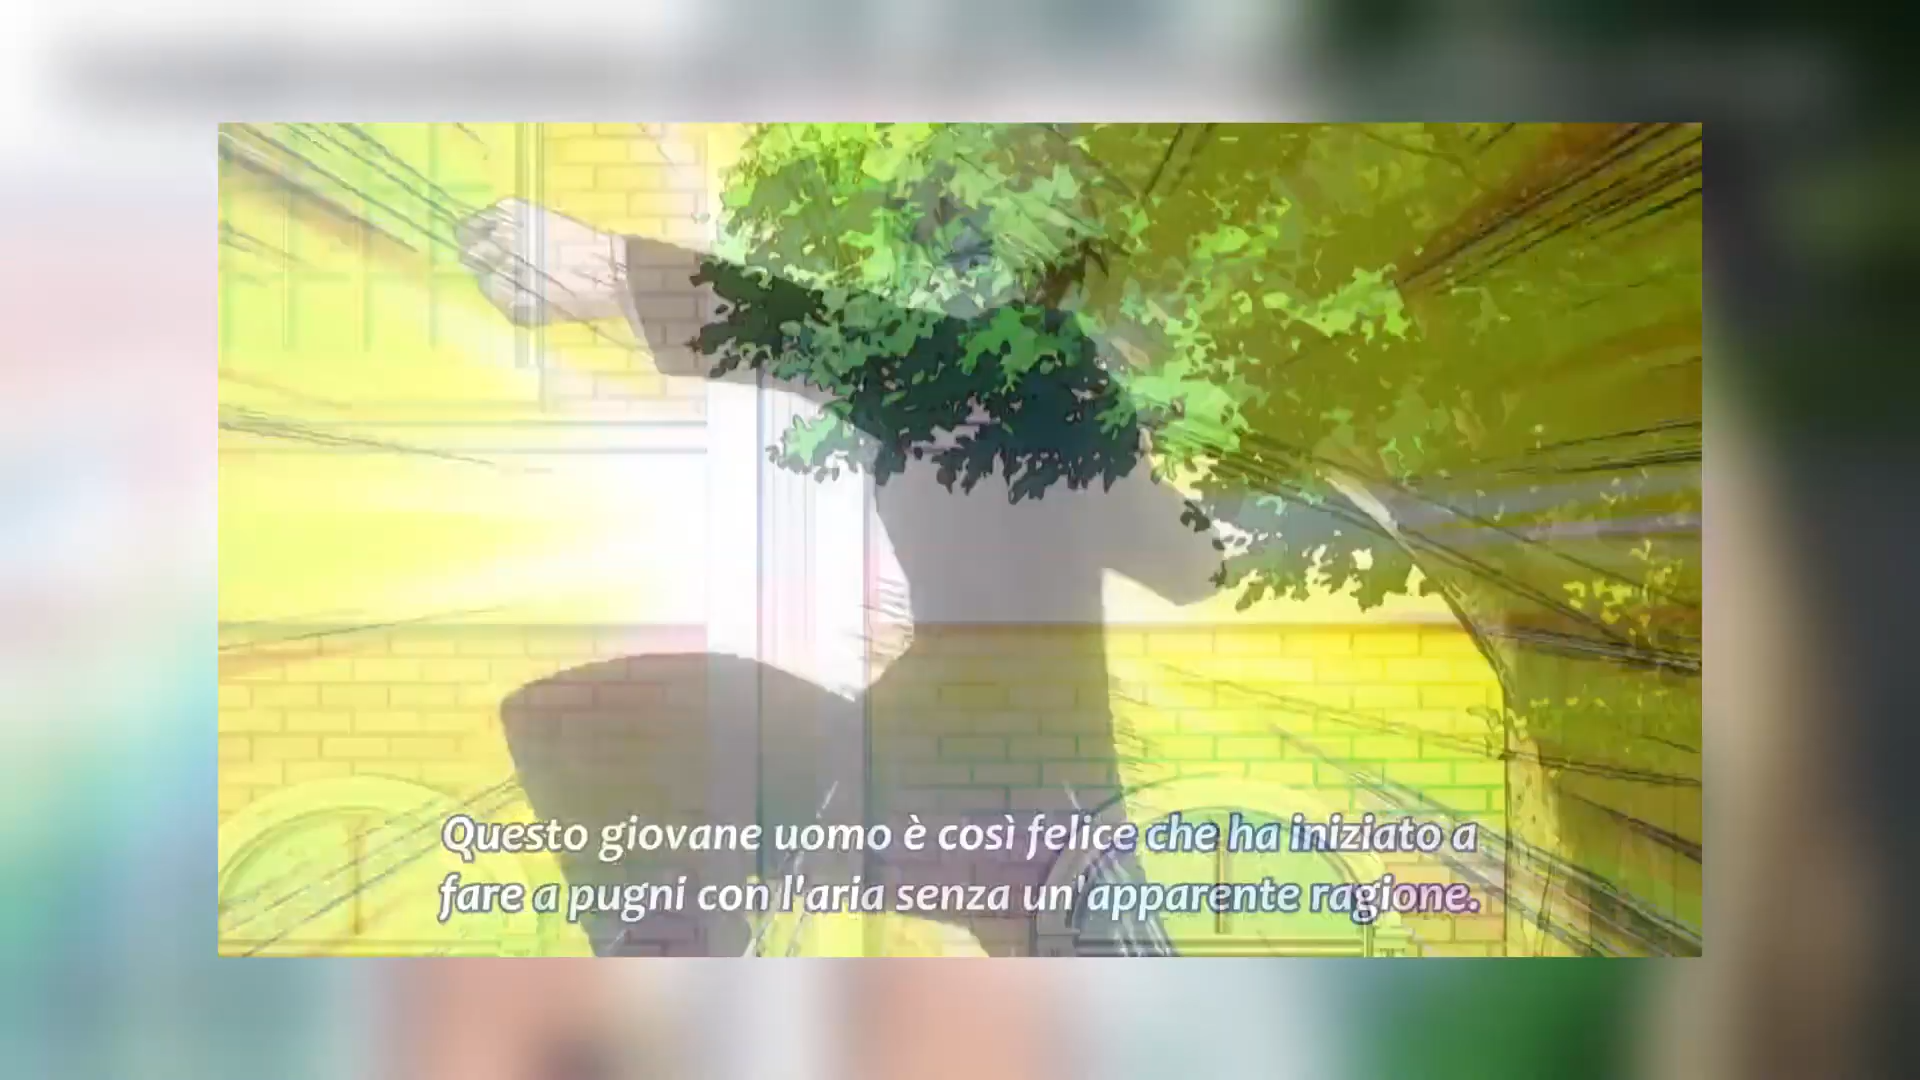 Questo giovane uomo è così felice che ha iniziato a
fare a pugni con l'aria senza un'apparente ragione.